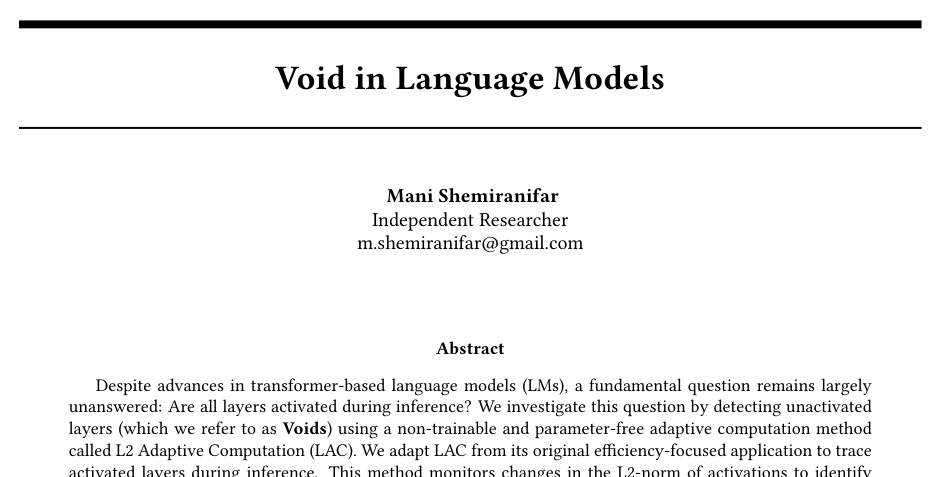 Void in Language Models
Mani Shemiranifar
Independent Researcher
m.shemiranifar@gmail.com
Abstract
Despite advances in transformer-based language models (LMs), a fundamental question remains largely
unanswered: Are all layers activated during inference? We investigate this question by detecting unactivated
layers (which we refer to as Voids) using a non-trainable and parameter-free adaptive computation method
called L2 Adaptive Computation (LAC). We adapt LAC from its original efficiency-focused application to trace
activated layers during inference. This method monitors changes in the L2-norm of activations to identify